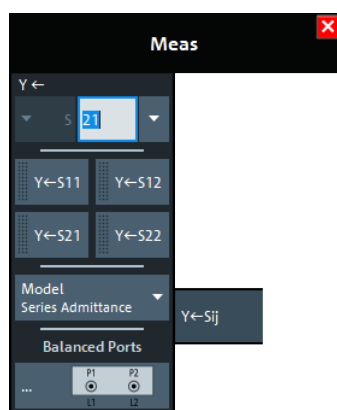 Meas
Y ←
S 21
Y←S11 Y←S12
Y←S21 Y←S22
Model
Series Admittance
Y←Sij
Balanced Ports
P1 P2
...
L1 L2